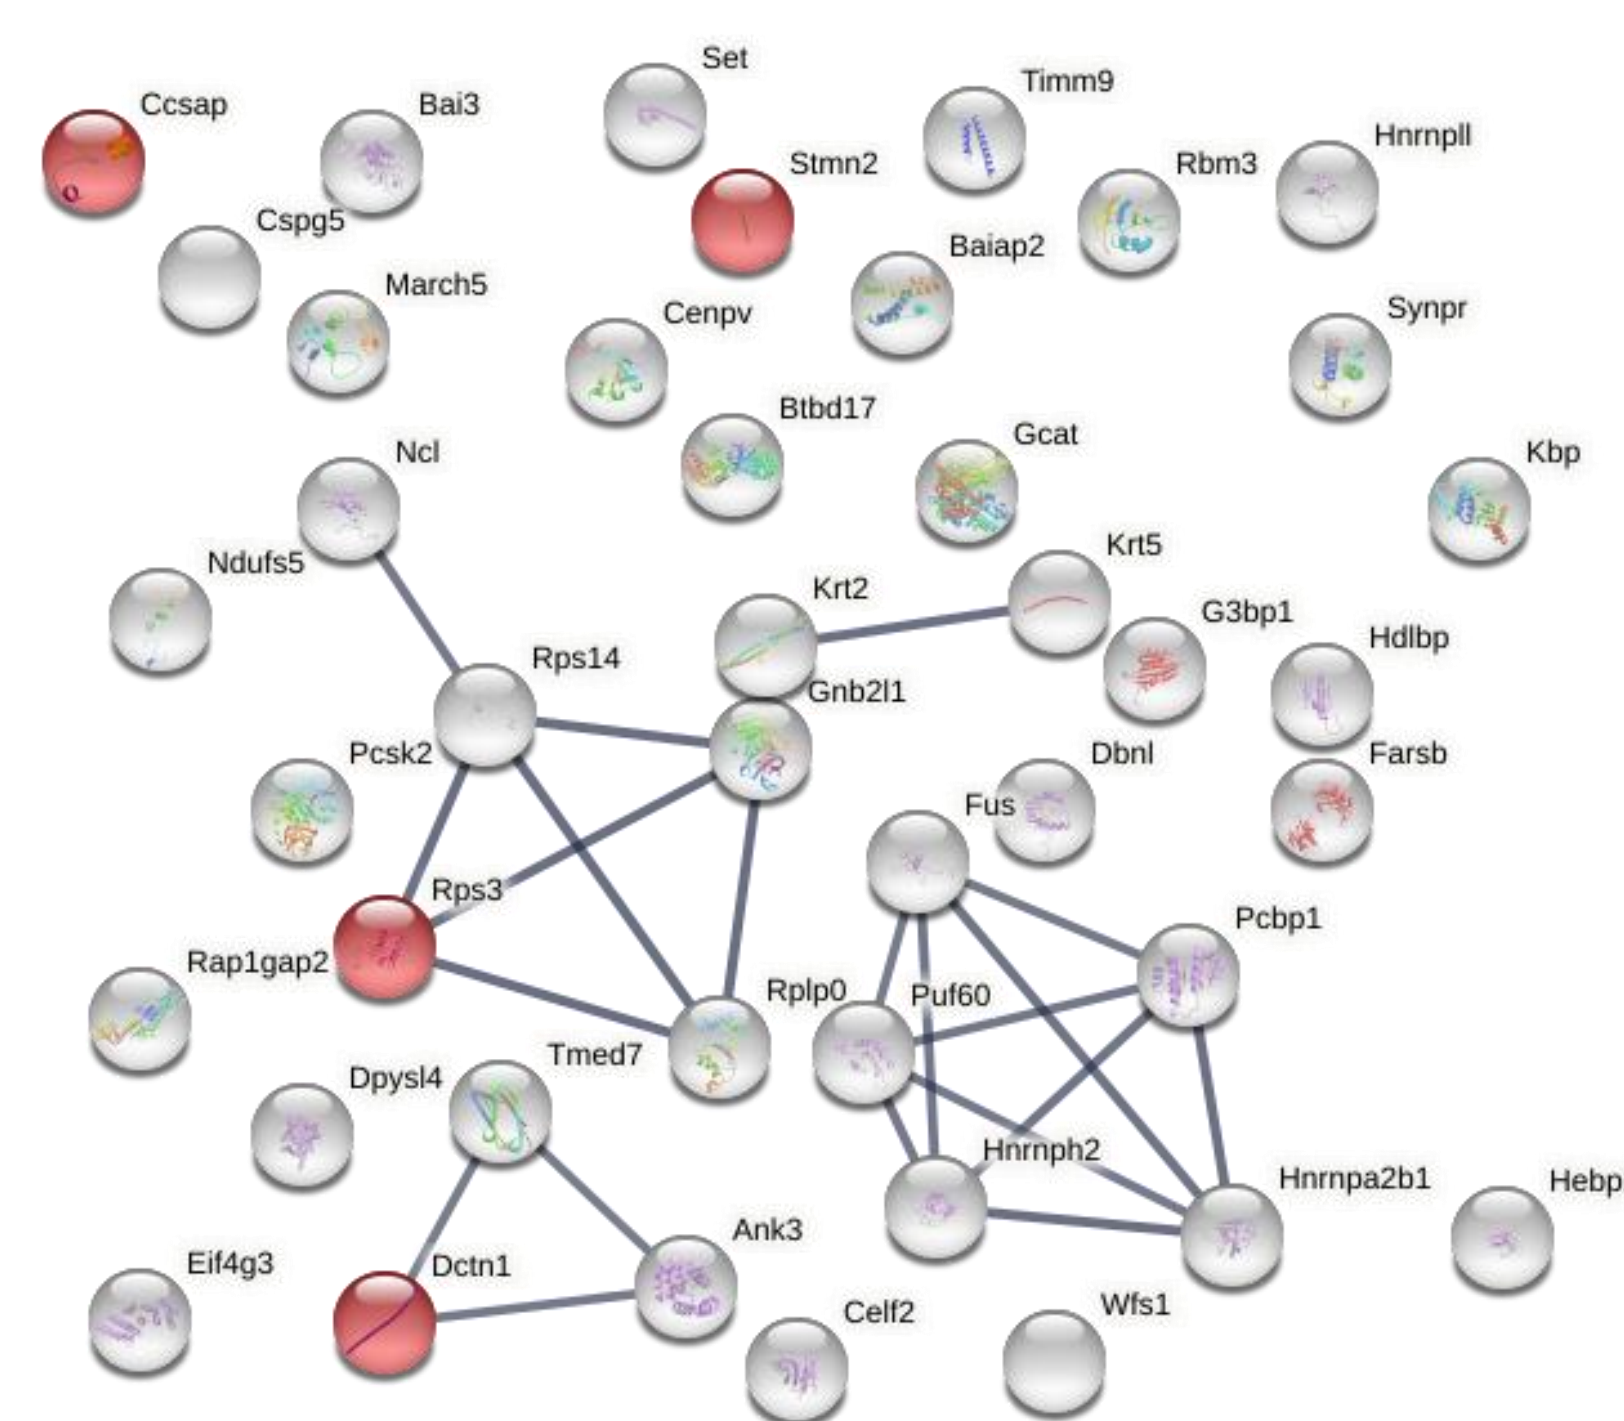 Set
Timm9
Ccsap
Bai3
Hnrnpll
Stmn2
Rbm3
Cspg5
Baiap2
March5
Synpr
Cenpv
Btbd17
Gcat
Ncl
Kbp
Krt5
Ndufs5
Krt2
G3bp1
Hdlbp
Rps14
Gnb2l1
Pcsk2
Dbnl
Farsb
Fus
Rps3
Pcbp1
Rap1gap2
Rplp0
Puf60
Tmed7
Dpysl4
Hnrnph2
Hnrnpa2b1
Hebp
Ank3
Eif4g3
Dctn1
Wfs1
Celf2